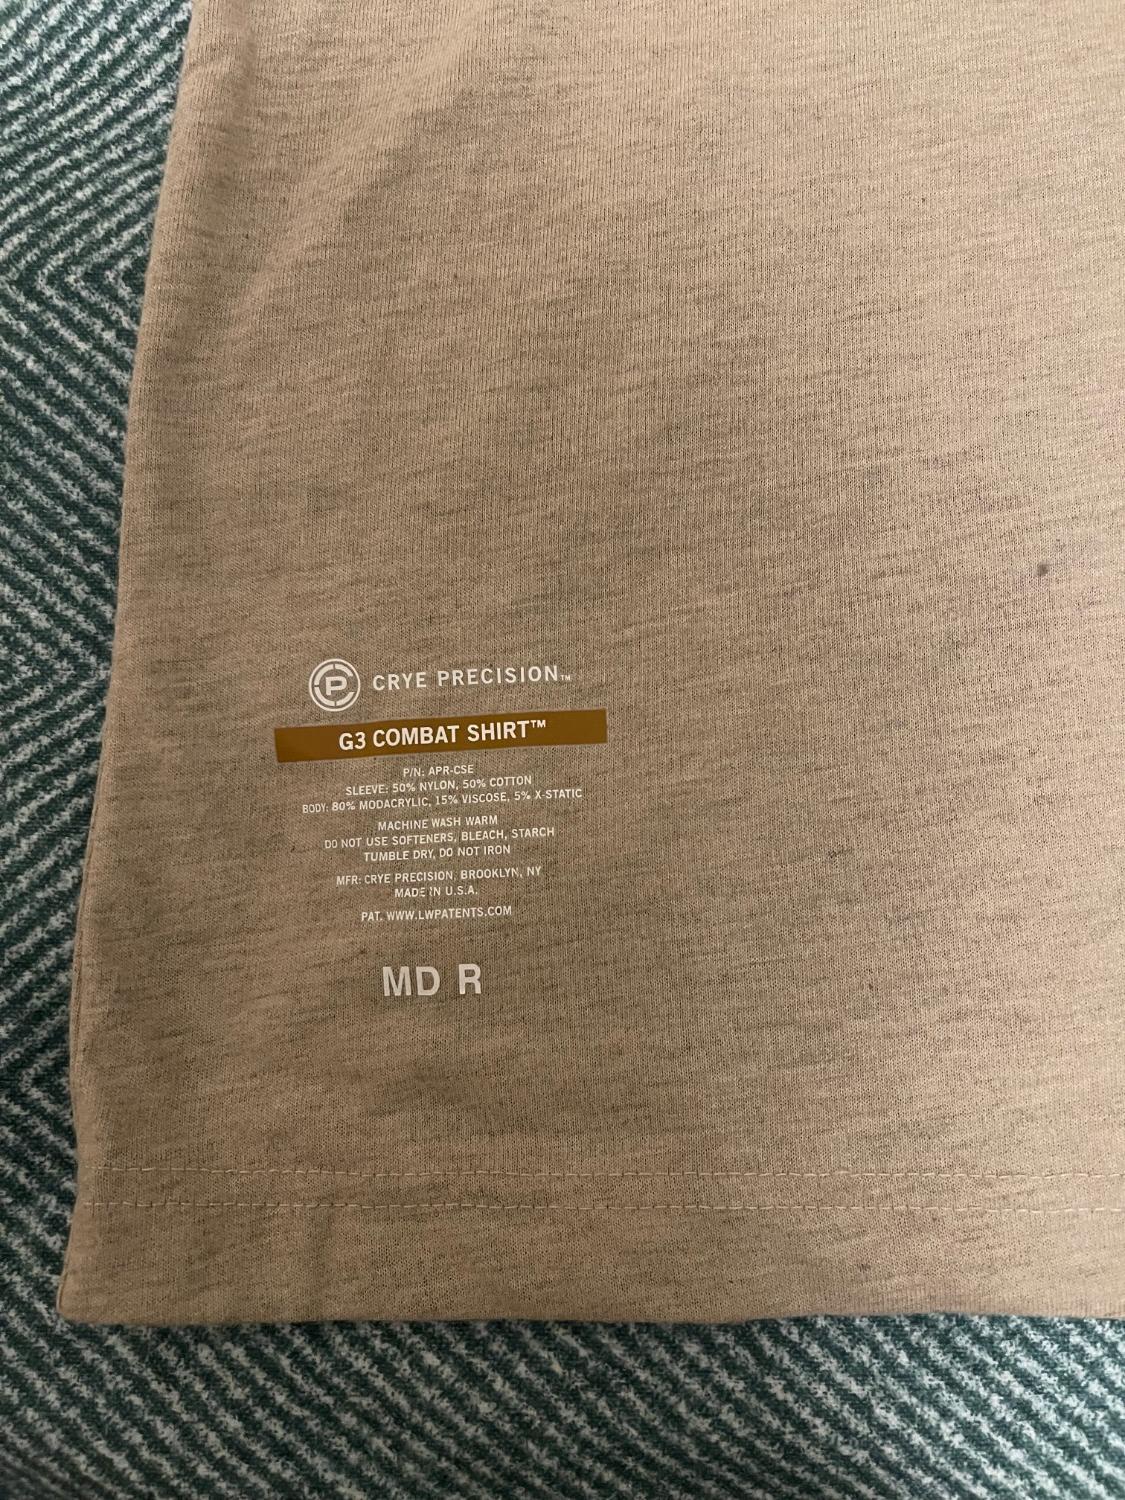 P CRYE PRECISION™
G3 COMBAT SHIRT™
P/N: APR-CSE
SLEEVE: 50% NYLON, 50% COTTON
BODY: 80% MODACRYLIC, 15% VISCOSE, 5% X-STATIC
MACHINE WASH WARM
DO NOT USE SOFTENERS, BLEACH, STARCH
TUMBLE DRY, DO NOT IRON
MFR: CRYE PRECISION, BROOKLYN, NY
MADE IN U.S.A.
PAT. WWW.LWPATENTS.COM
MD R